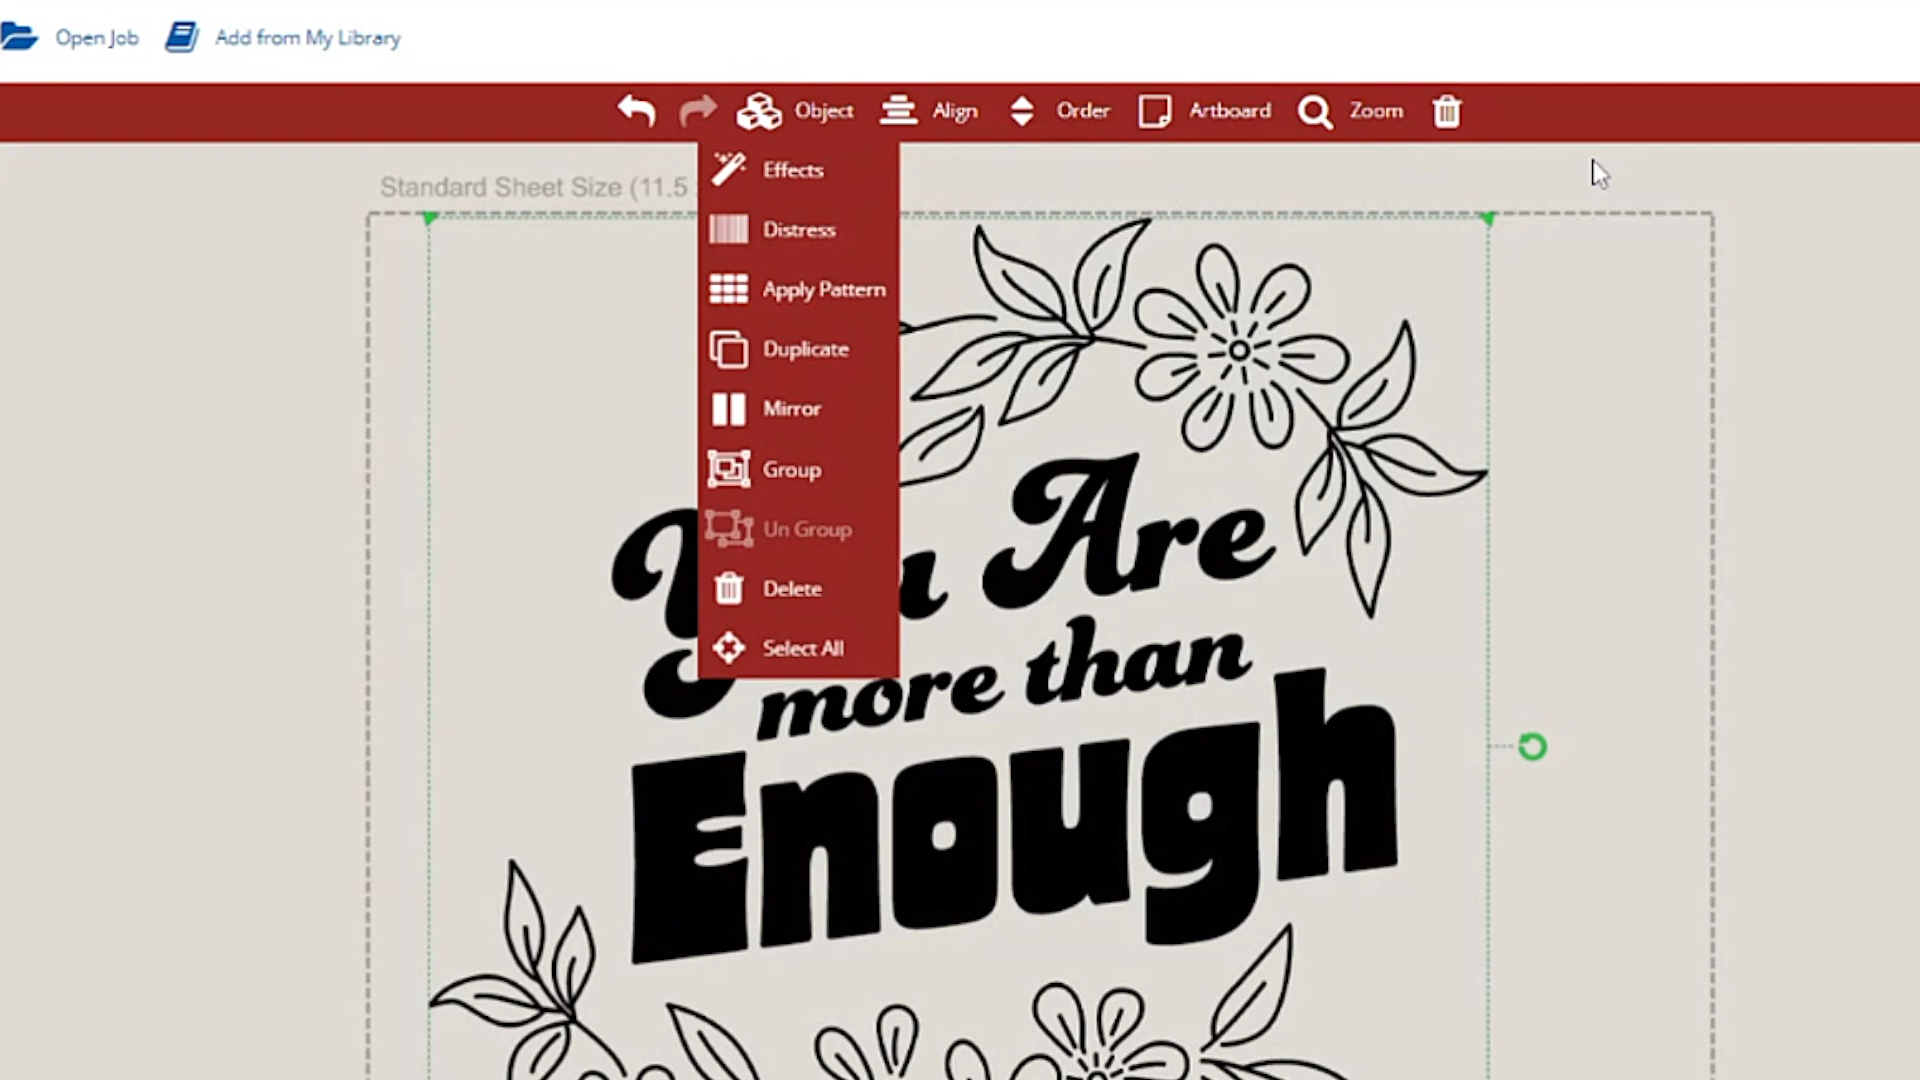 Open Job Add from My Library
Object Align Order Artboard Zoom
Effects
Standard Sheet Size (11.5
Distress
Apply Pattern
Duplicate
Mirror
Group
Un Group
Are
Delete
Select All
more than
Enough